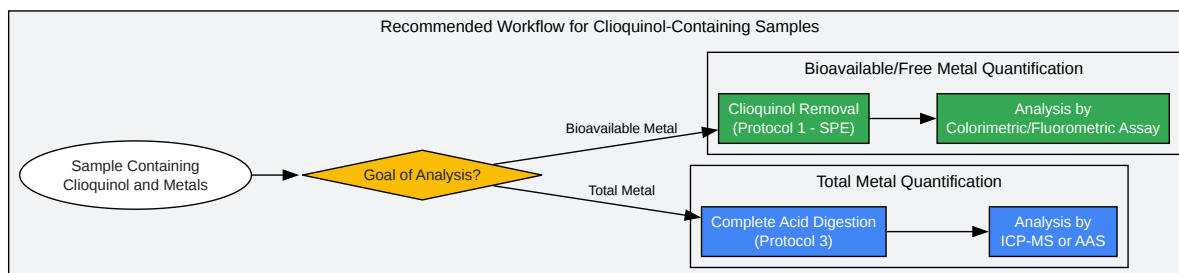 Recommended Workflow for Clioquinol-Containing Samples
Bioavailable/Free Metal Quantification
Clioquinol Removal
(Protocol 1 - SPE)
Analysis by
Colorimetric/Fluorometric Assay
Bioavailable Metal
Sample Containing
Clioquinol and Metals
Goal of Analysis?
Total Metal
Total Metal Quantification
Complete Acid Digestion
(Protocol 3)
Analysis by
ICP-MS or AAS